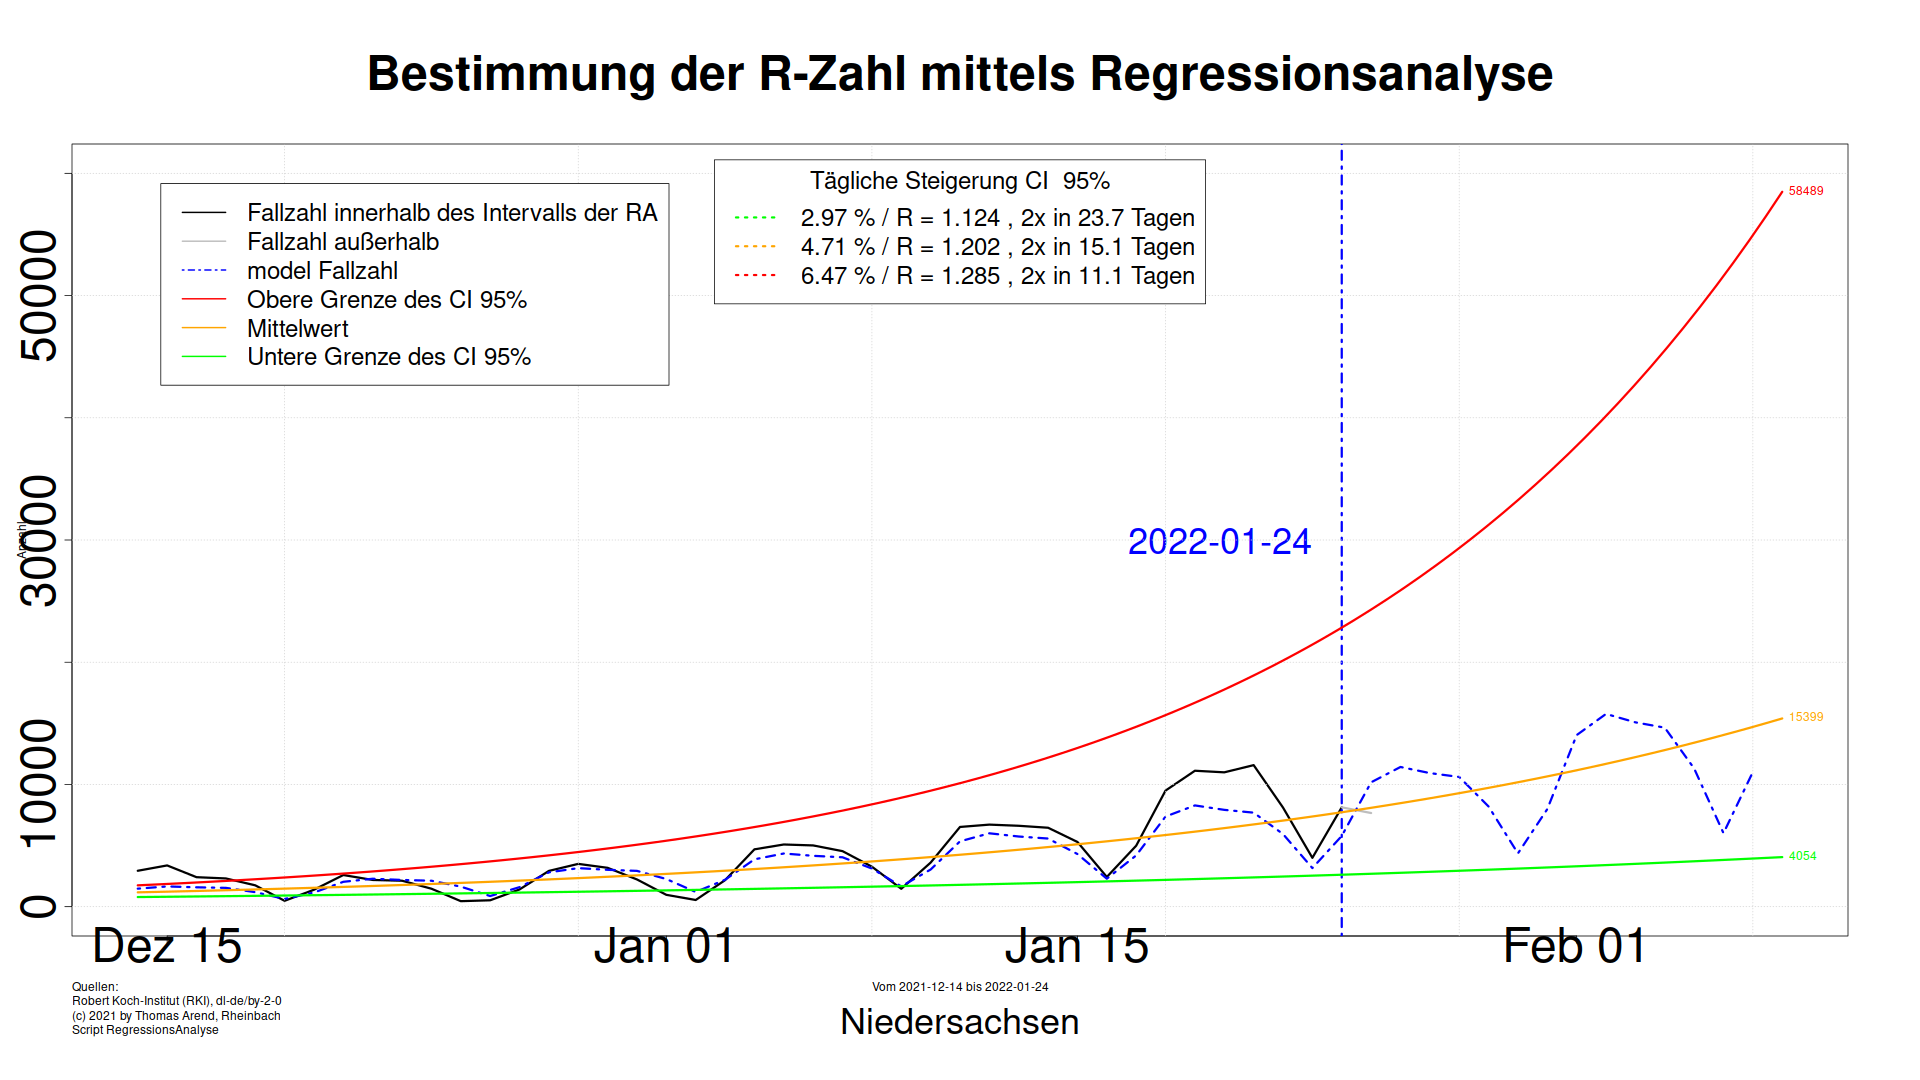 Bestimmung der R-Zahl mittels Regressionsanalyse
Fallzahl innerhalb des Intervalls der RA
Fallzahl außerhalb
model Fallzahl
Obere Grenze des CI 95%
Mittelwert
Untere Grenze des CI 95%
Tägliche Steigerung CI  95%
2.97 % / R = 1.124 , 2x in 23.7 Tagen
4.71 % / R = 1.202 , 2x in 15.1 Tagen
6.47 % / R = 1.285 , 2x in 11.1 Tagen
58489
50000
2022-01-24
30000
Anzahl
15399
10000
4054
0
Dez 15
Jan 01
Jan 15
Feb 01
Quellen:
Robert Koch-Institut (RKI), dl-de/by-2-0
(c) 2021 by Thomas Arend, Rheinbach
Script RegressionsAnalyse
Vom 2021-12-14 bis 2022-01-24
Niedersachsen